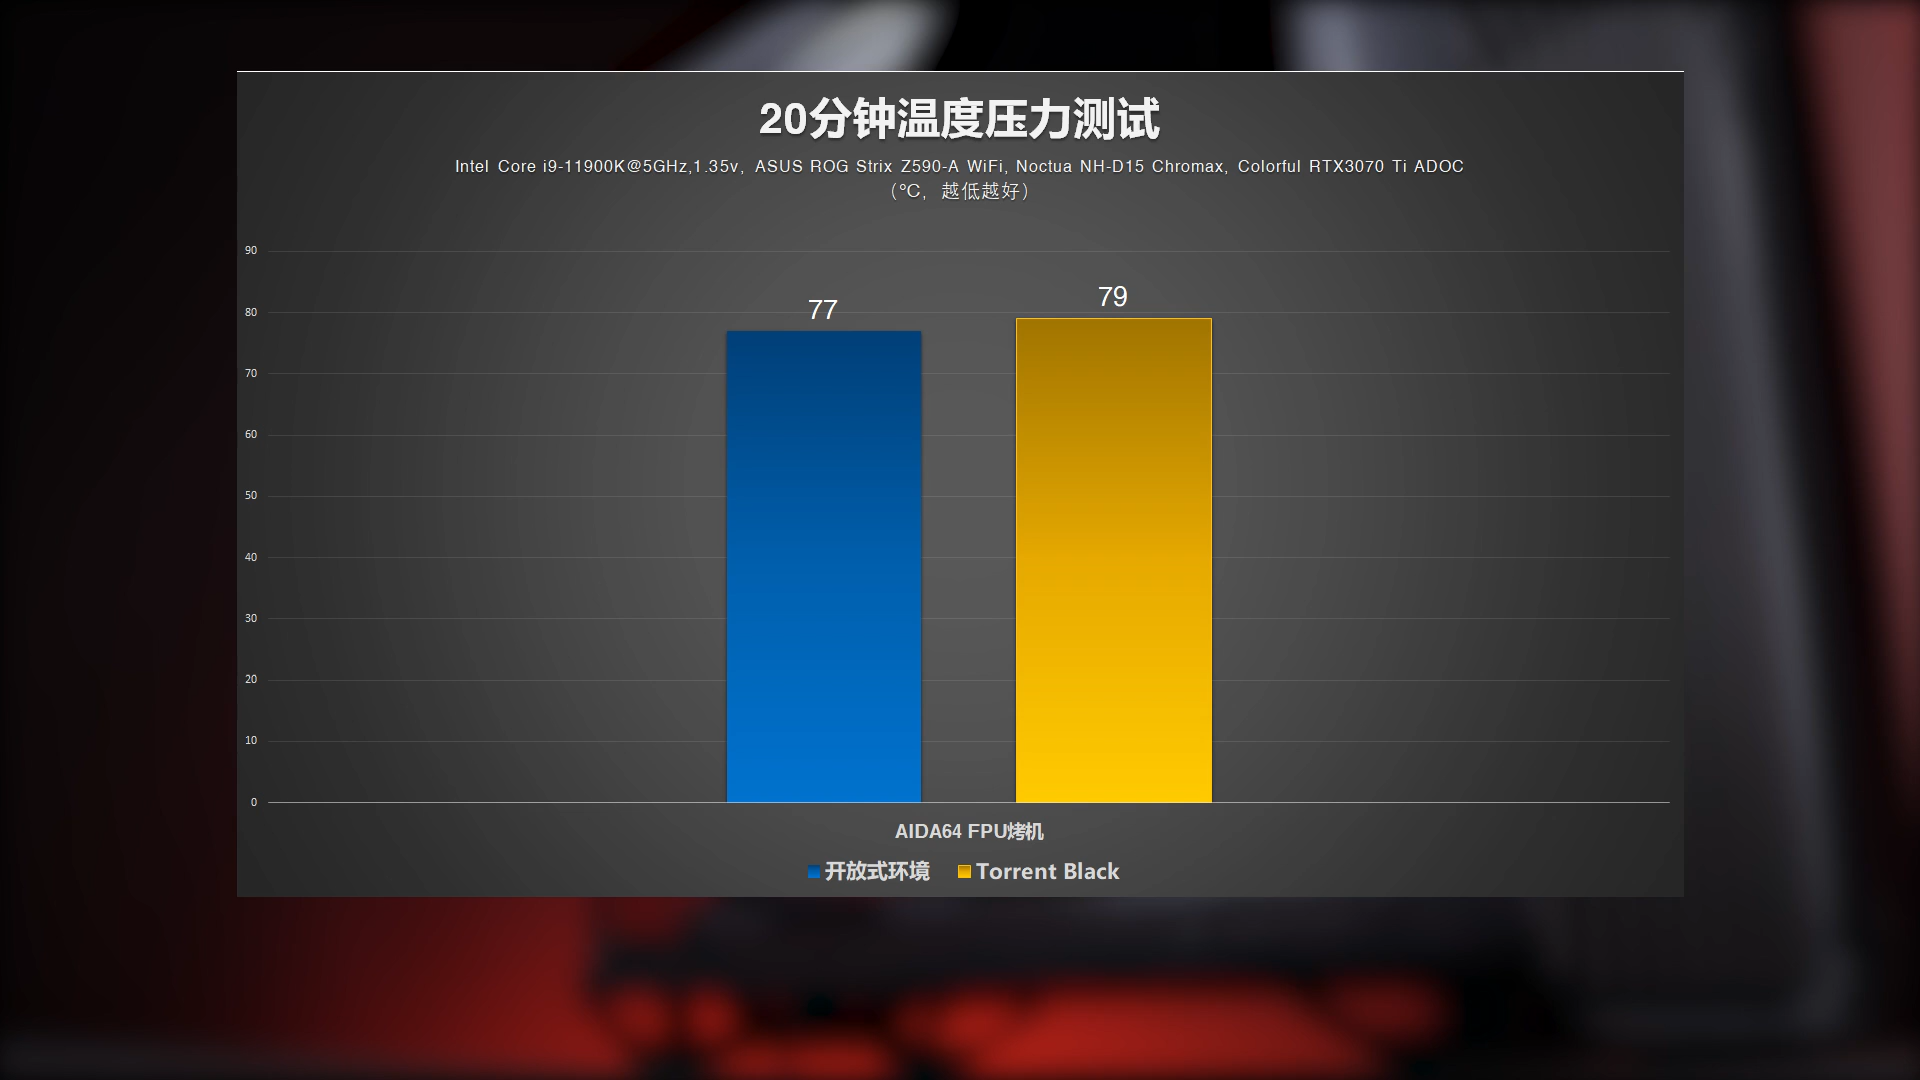 20分钟温度压力测试
Intel Core i9-11900K@5GHz,1.35v, ASUS ROG Strix Z590-A WiFi, Noctua NH-D15 Chromax, Colorful RTX3070 Ti ADOC
（℃，越低越好）
90
80
70
60
50
40
30
20
10
0
77
79
AIDA64 FPU烤机
开放式环境
Torrent Black